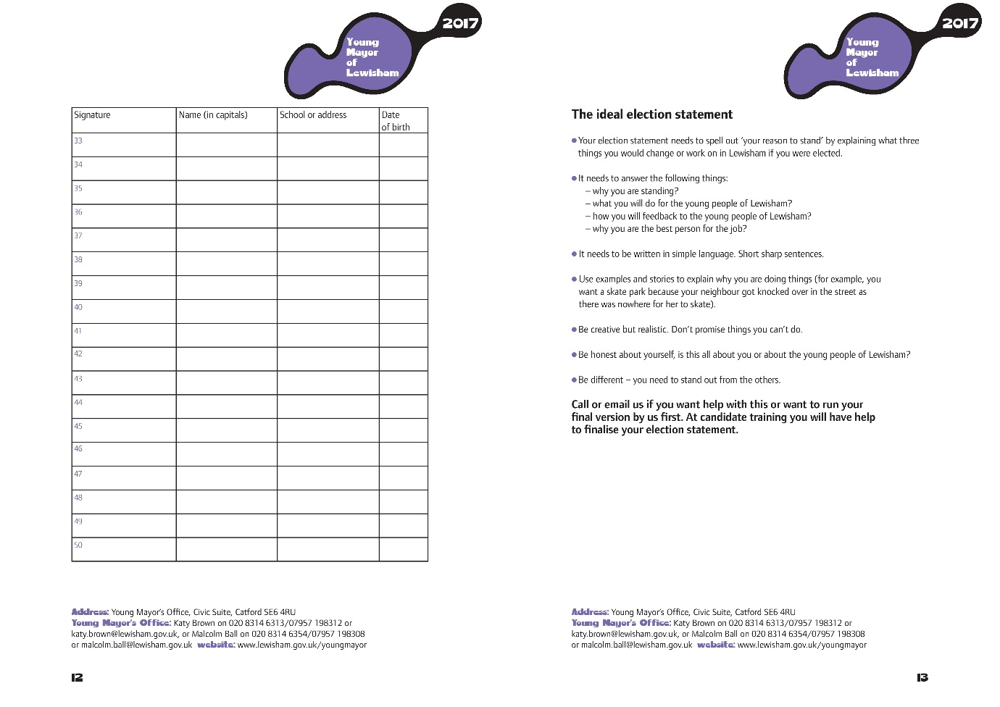 2017
Young
Mayor
of
Lewisham
Signature Name (in capitals) School or address Date
of birth
33
34
35
36
37
38
39
40
41
42
43
44
45
46
47
48
49
50
Address: Young Mayor's Office, Civic Suite, Catford SE6 4RU
Young Mayor's Office: Katy Brown on 020 8314 6313/07957 198312 or
katy.brown@lewisham.gov.uk, or Malcolm Ball on 020 8314 6354/07957 198308
or malcolm.ball@lewisham.gov.uk website: www.lewisham.gov.uk/youngmayor
12
2017
Young
Mayor
of
Lewisham
The ideal election statement
● Your election statement needs to spell out ‘your reason to stand’ by explaining what three
things you would change or work on in Lewisham if you were elected.
● It needs to answer the following things:
– why you are standing?
– what you will do for the young people of Lewisham?
– how you will feedback to the young people of Lewisham?
– why you are the best person for the job?
● It needs to be written in simple language. Short sharp sentences.
● Use examples and stories to explain why you are doing things (for example, you
want a skate park because your neighbour got knocked over in the street as
there was nowhere for her to skate).
● Be creative but realistic. Don’t promise things you can’t do.
● Be honest about yourself, is this all about you or about the young people of Lewisham?
● Be different – you need to stand out from the others.
Call or email us if you want help with this or want to run your
final version by us first. At candidate training you will have help
to finalise your election statement.
Address: Young Mayor's Office, Civic Suite, Catford SE6 4RU
Young Mayor's Office: Katy Brown on 020 8314 6313/07957 198312 or
katy.brown@lewisham.gov.uk, or Malcolm Ball on 020 8314 6354/07957 198308
or malcolm.ball@lewisham.gov.uk website: www.lewisham.gov.uk/youngmayor
13